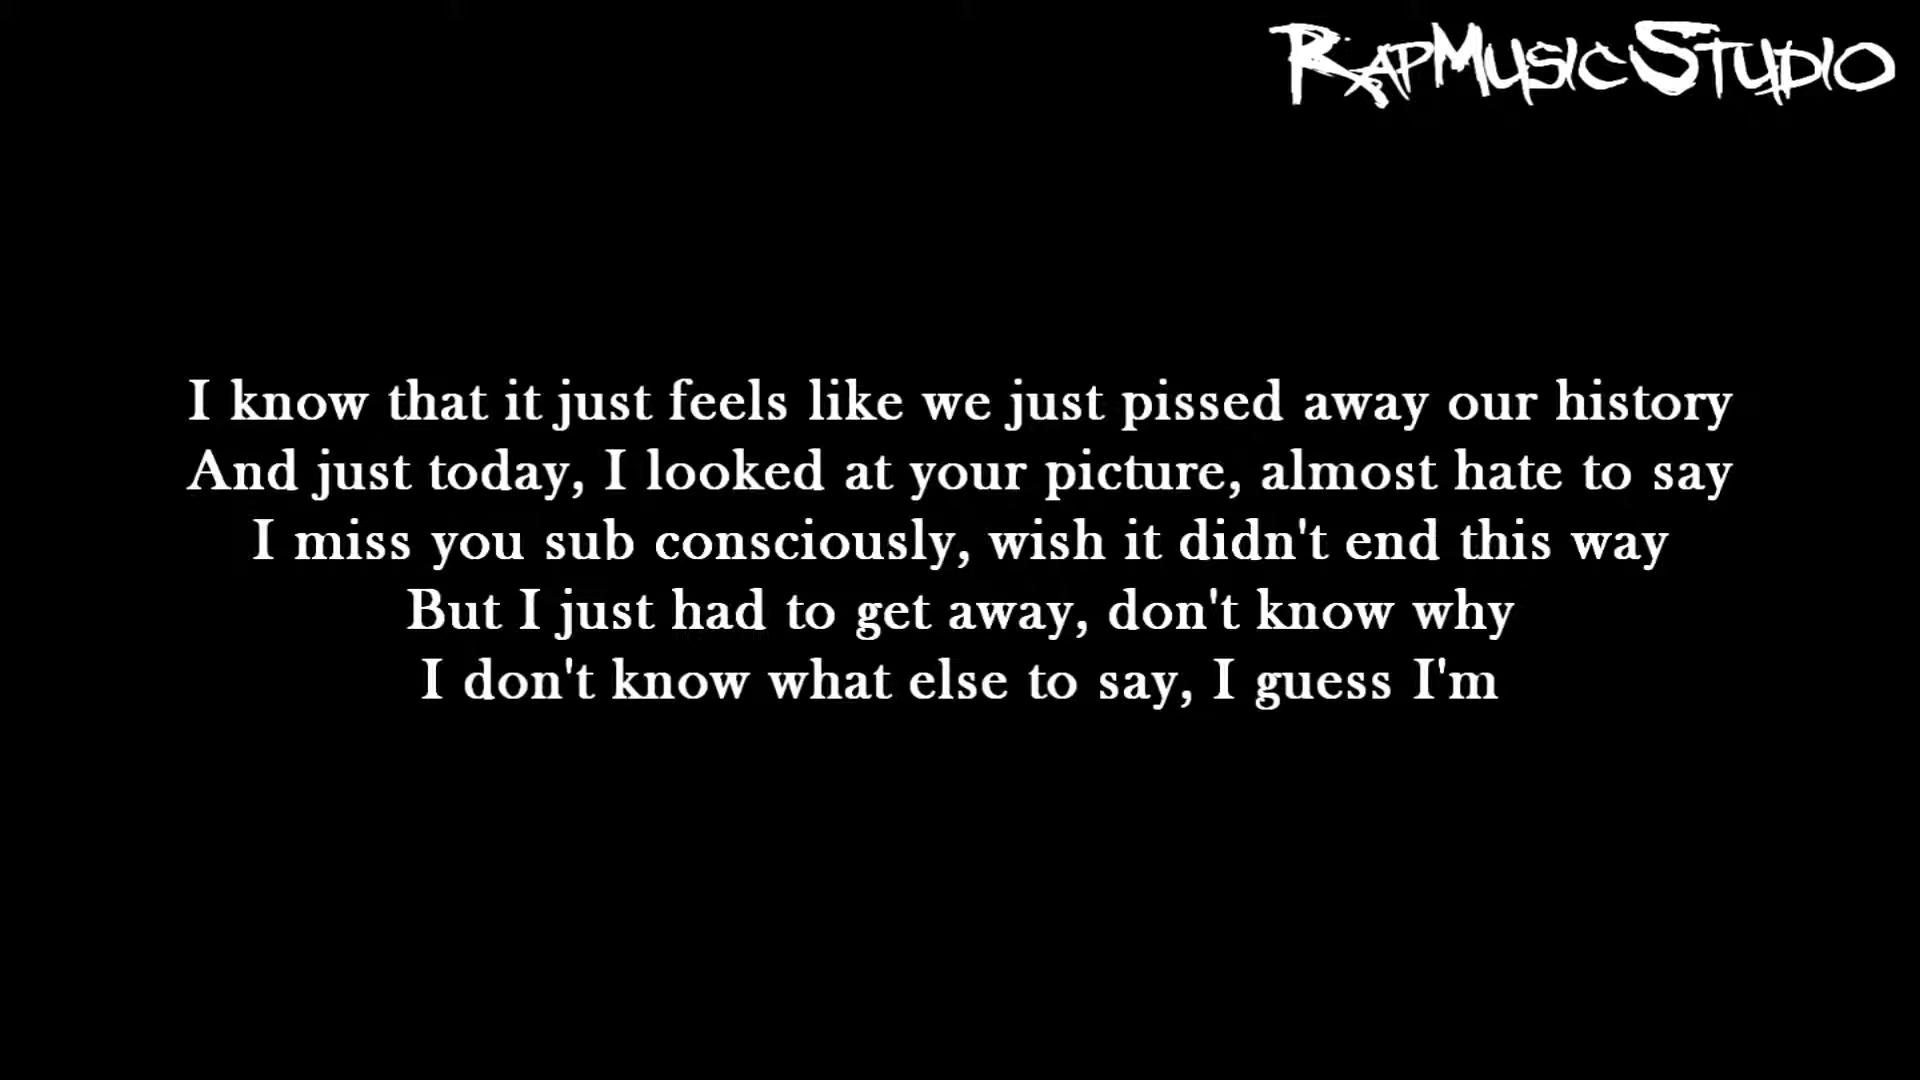 RapMusicStudio
I know that it just feels like we just pissed away our history
And just today, I looked at your picture, almost hate to say
I miss you sub consciously, wish it didn't end this way
But I just had to get away, don't know why
I don't know what else to say, I guess I'm